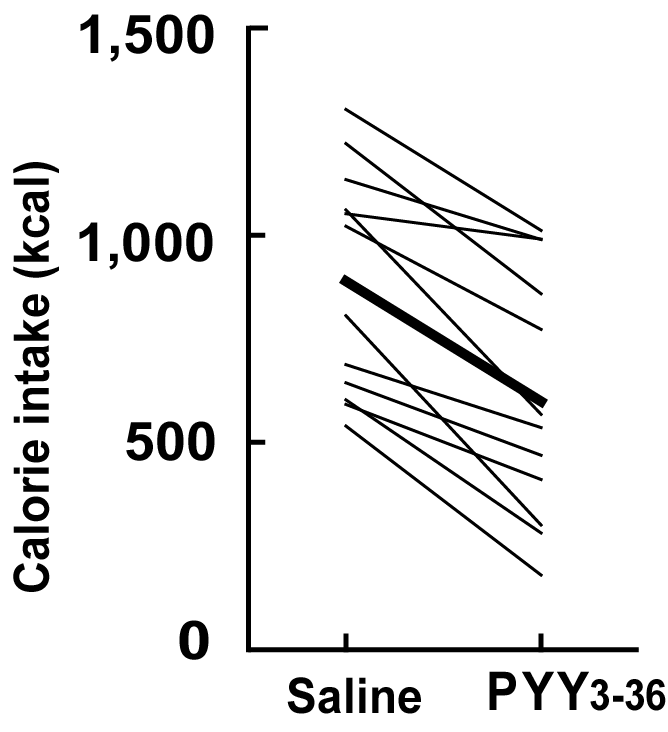 1,500
1,000
500
0
Calorie intake (kcal)
Saline
PYY3-36